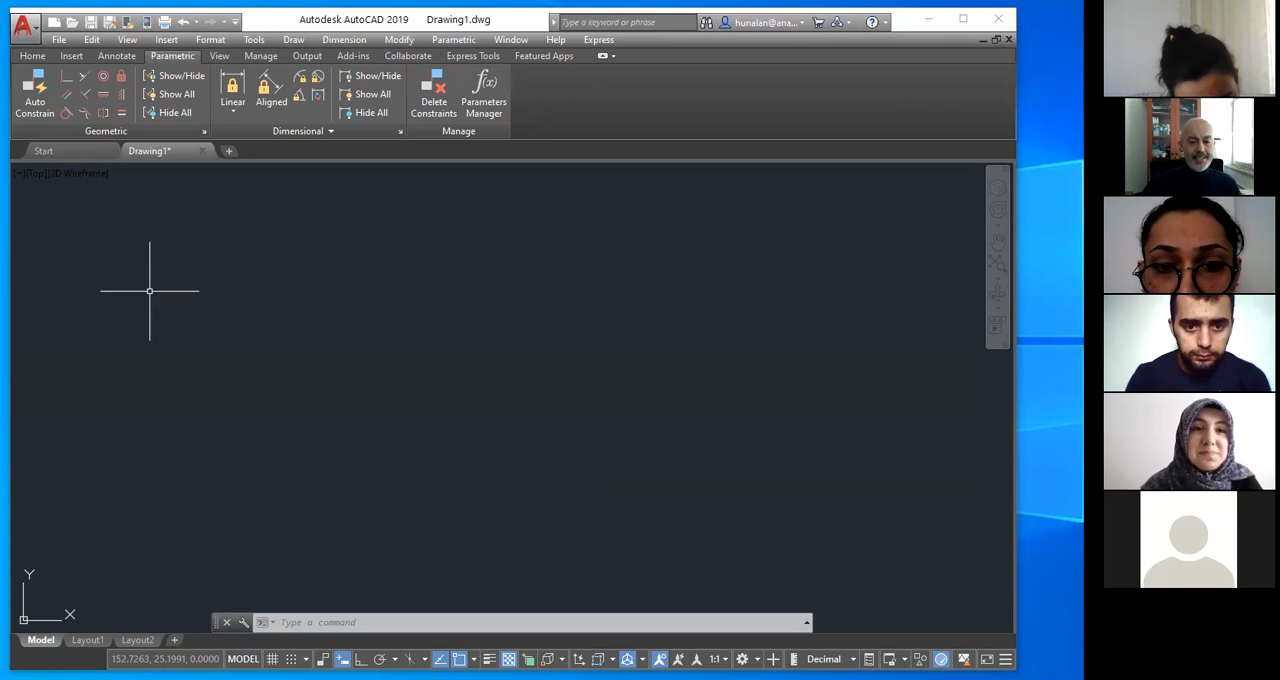 Autodesk AutoCAD 2019 Drawing1.dwg
Type a keyword or phrase
hunalan@ana...
File Edit View Insert Format Tools Draw Dimension Modify Parametric Window Help Express
Home Insert Annotate Parametric View Manage Output Add-ins Collaborate Express Tools Featured Apps
Auto
Constrain
Show/Hide
Show All
Hide All
Geometric
Linear
Aligned
Show/Hide
Show All
Hide All
Dimensional
Delete
Constraints
Parameters
Manager
Manage
Start
Drawing1*
[−][Top][2D Wireframe]
Y
X
Type a command
Model Layout1 Layout2
152.7263, 25.1991, 0.0000 MODEL
1:1
Decimal